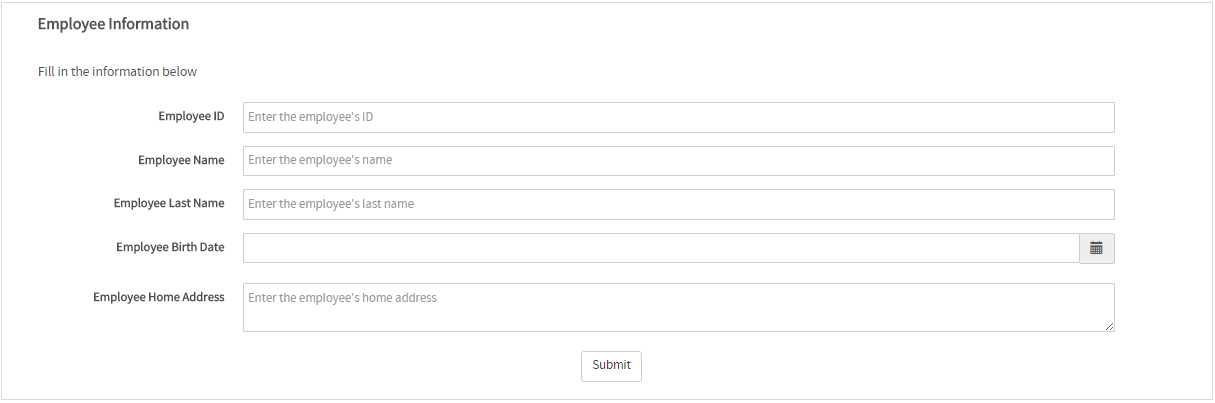 Employee Information
Fill in the information below
Employee ID Enter the employee's ID
Employee Name Enter the employee's name
Employee Last Name Enter the employee's last name
Employee Birth Date
Employee Home Address Enter the employee's home address
Submit